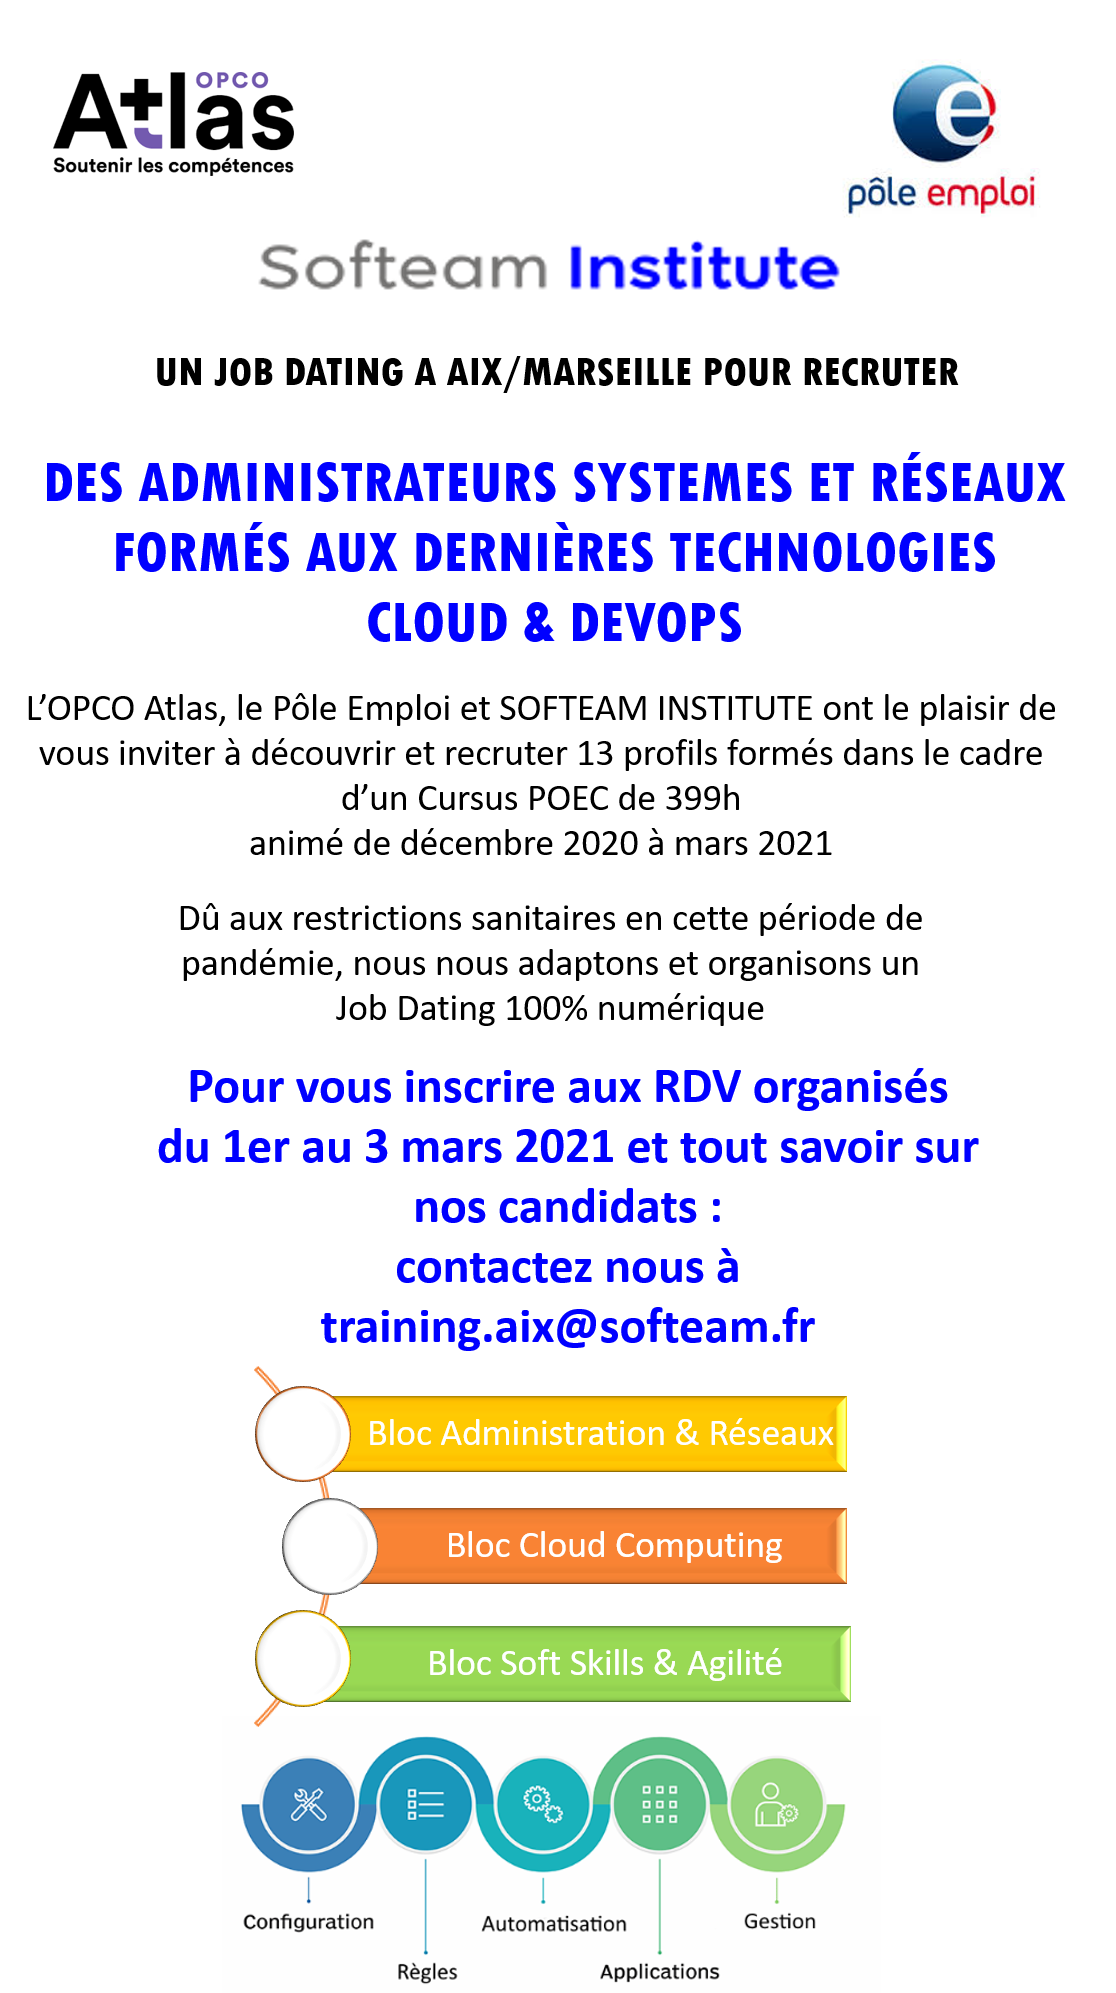 OPCO
Atlas
Soutenir les compétences
e
pôle emploi
Softeam Institute
UN JOB DATING A AIX/MARSEILLE POUR RECRUTER
DES ADMINISTRATEURS SYSTEMES ET RÉSEAUX
FORMÉS AUX DERNIÈRES TECHNOLOGIES
CLOUD & DEVOPS
L’OPCO Atlas, le Pôle Emploi et SOFTEAM INSTITUTE ont le plaisir de
vous inviter à découvrir et recruter 13 profils formés dans le cadre
d’un Cursus POEC de 399h
animé de décembre 2020 à mars 2021
Dû aux restrictions sanitaires en cette période de
pandémie, nous nous adaptons et organisons un
Job Dating 100% numérique
Pour vous inscrire aux RDV organisés
du 1er au 3 mars 2021 et tout savoir sur
nos candidats :
contactez nous à
training.aix@softeam.fr
Bloc Administration & Réseaux
Bloc Cloud Computing
Bloc Soft Skills & Agilité
Configuration
Règles
Automatisation
Applications
Gestion